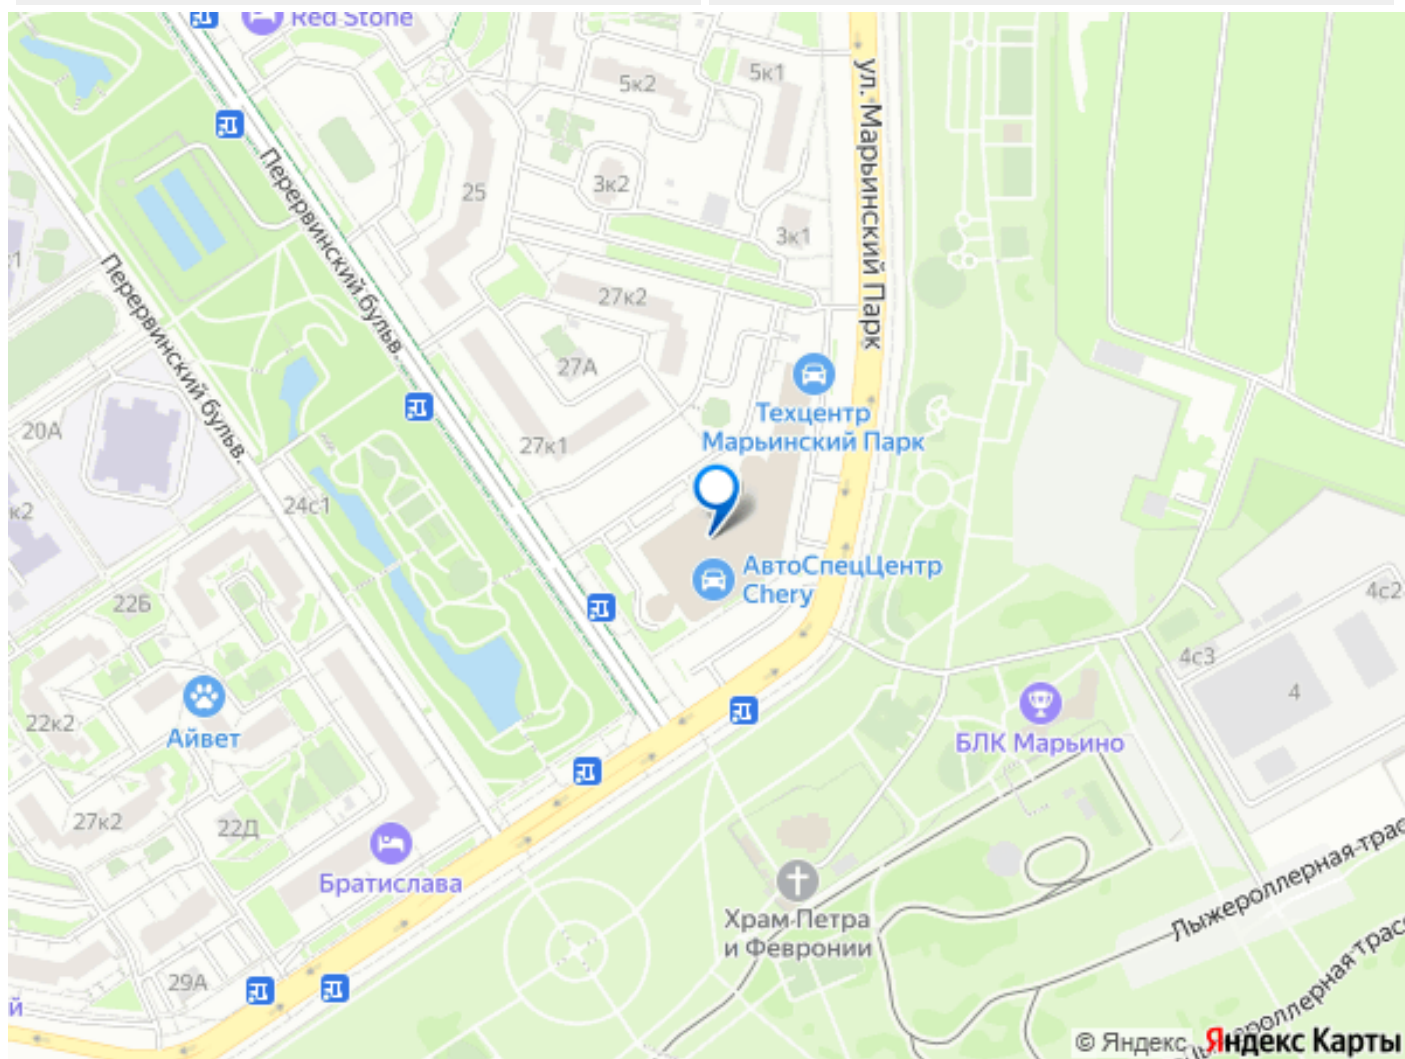 Red Stone
5к2
5к1
ул. Марьинский Парк
Перервинский бульв.
25
3к2
3к1
Перервинский бульв.
27к2
27А
Техцентр
Марьинский Парк
20А
27к1
24с1
к2
АвтоСпецЦентр
Chery
22Б
4с2
4с3
4
22к2
Айвет
БЛК Марьино
27к2
22Д
Братислава
Храм Петра
и Февронии
Лыжероллерная трас
29А
й
© Яндекс
Яндекс Карты